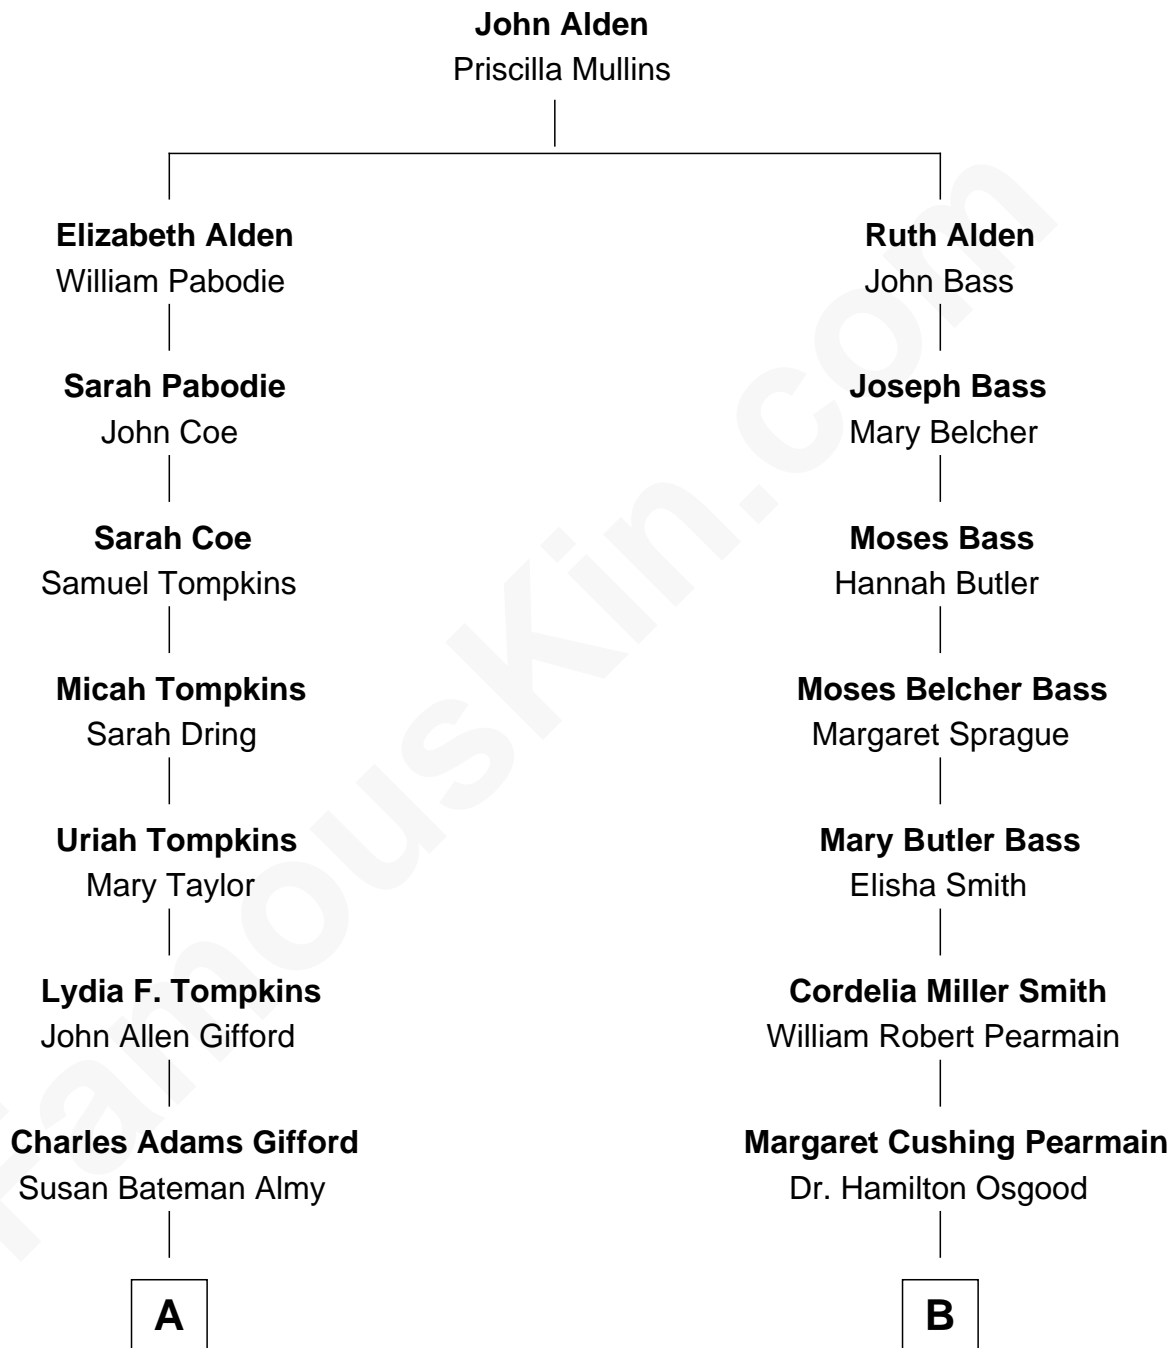 John Alden
Priscilla Mullins
Elizabeth Alden
William Pabodie
Ruth Alden
John Bass
Sarah Pabodie
John Coe
Joseph Bass
Mary Belcher
Sarah Coe
Samuel Tompkins
Moses Bass
Hannah Butler
Micah Tompkins
Sarah Dring
Moses Belcher Bass
Margaret Sprague
Uriah Tompkins
Mary Taylor
Mary Butler Bass
Elisha Smith
Lydia F. Tompkins
John Allen Gifford
Cordelia Miller Smith
William Robert Pearmain
Charles Adams Gifford
Susan Bateman Almy
Margaret Cushing Pearmain
Dr. Hamilton Osgood
A
B
FamousKin.com